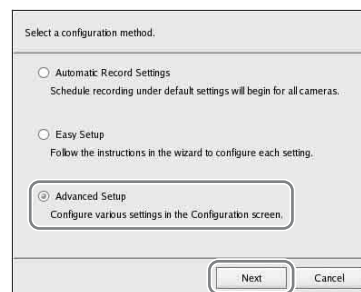 Select a configuration method.
Automatic Record Settings
Schedule recording under default settings will begin for all cameras.
Easy Setup
Follow the instructions in the wizard to configure each setting.
Advanced Setup
Configure various settings in the Configuration screen.
Next
Cancel